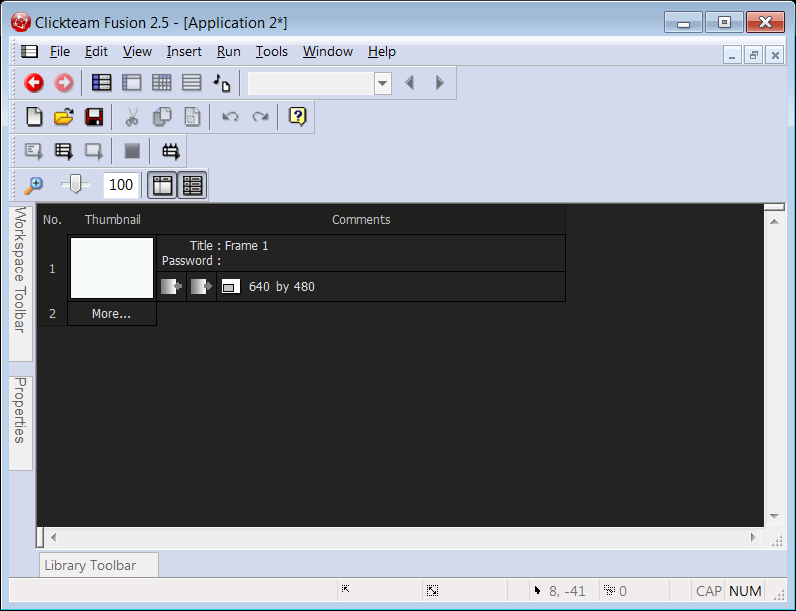 Clickteam Fusion 2.5 - [Application 2*]
File Edit View Insert Run Tools Window Help
100
No. Thumbnail Comments
1
Title : Frame 1
Password :
640 by 480
2 More...
Workspace Toolbar
Properties
Library Toolbar
8, -41 0 CAP NUM